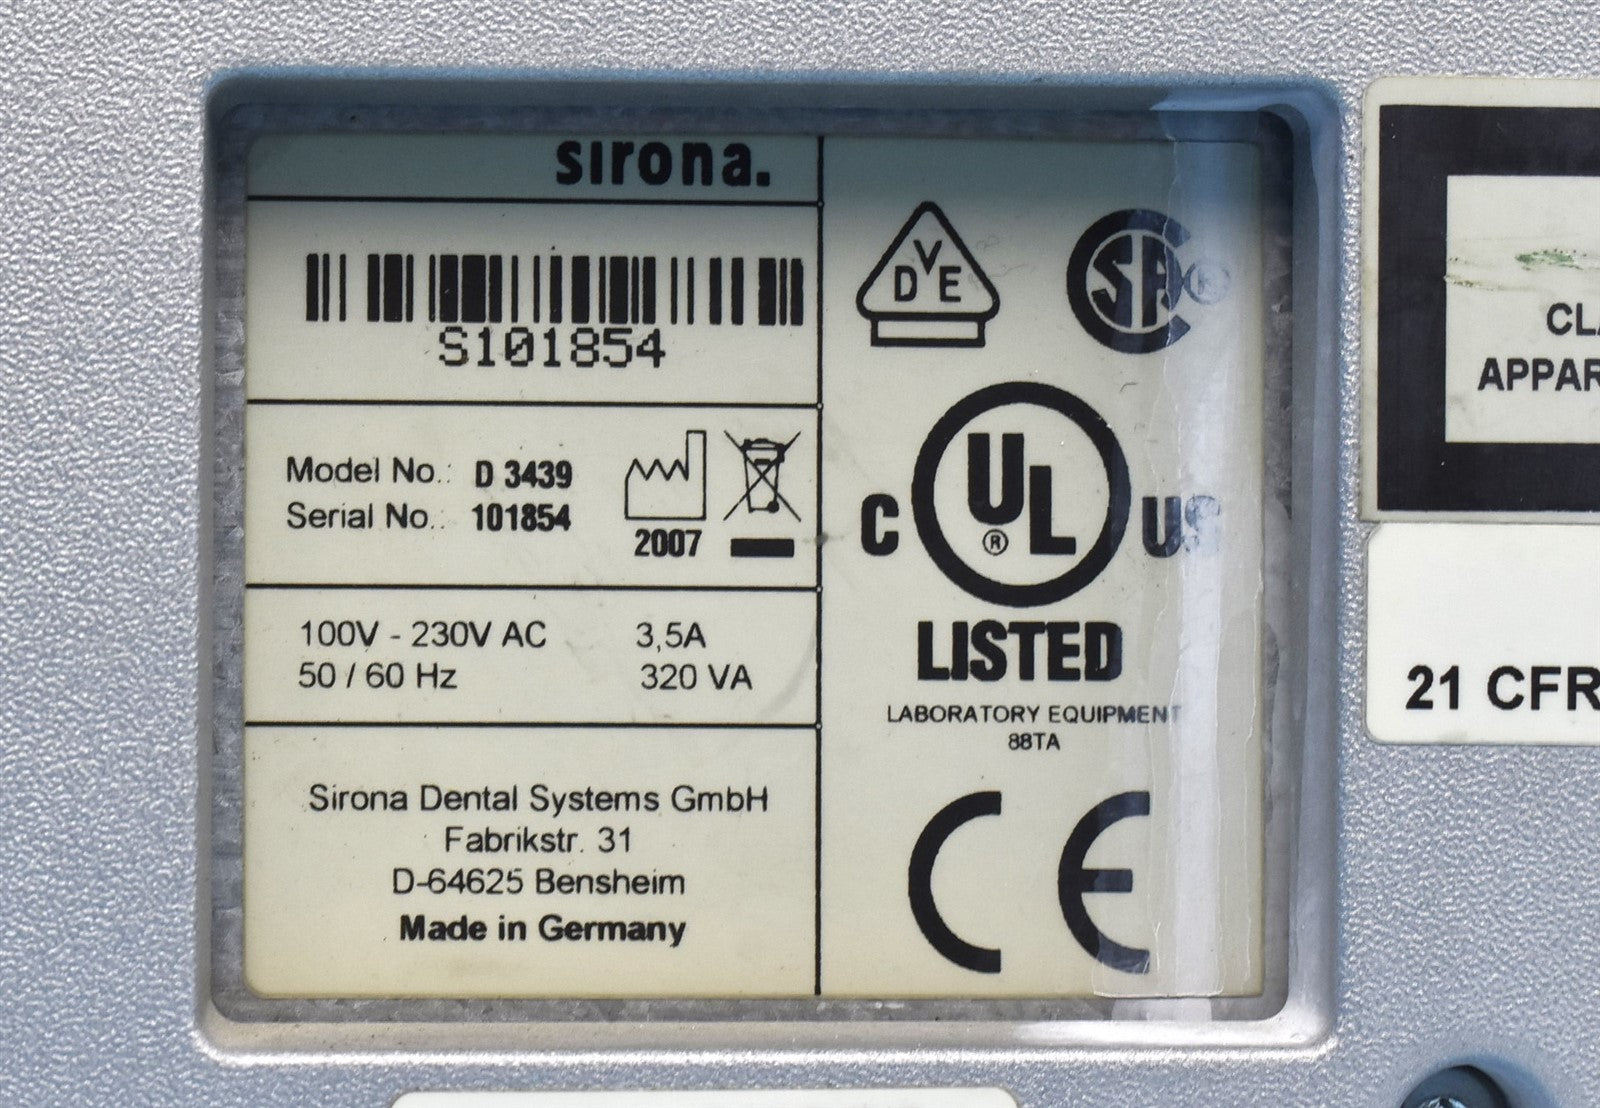 sirona.
S101854
Model No.: D 3439
Serial No.: 101854
2007
100V - 230V AC 3,5A
50 / 60 Hz 320 VA
Sirona Dental Systems GmbH
Fabrikstr. 31
D-64625 Bensheim
Made in Germany
DVE
SA®
C UL® US
LISTED
LABORATORY EQUIPMENT
88TA
CE
APPAR
21 CFR